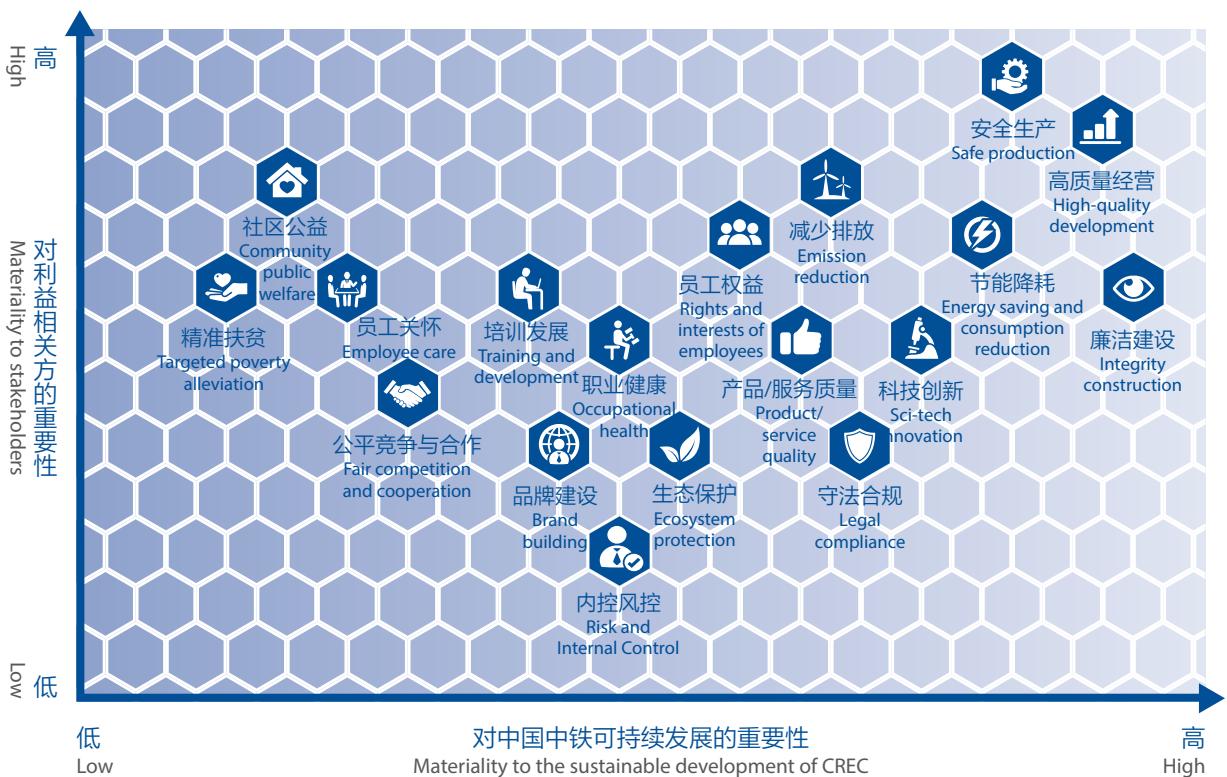 高
High
对利益相关方的重要性
Materiality to stakeholders
低
Low
安全生产
Safe production
高质量经营
High-quality
development
社区公益
Community
public
welfare
减少排放
Emission
reduction
员工权益
Rights and
interests of
employees
节能降耗
Energy saving and
consumption
reduction
精准扶贫
Targeted poverty
alleviation
员工关怀
Employee care
培训发展
Training and
development
廉洁建设
Integrity
construction
职业健康
Occupational
health
产品/服务质量
Product/
service
quality
科技创新
Sci-tech
innovation
公平竞争与合作
Fair competition
and cooperation
品牌建设
Brand
building
生态保护
Ecosystem
protection
守法合规
Legal
compliance
内控风控
Risk and
Internal Control
低
Low
对中国中铁可持续发展的重要性
Materiality to the sustainable development of CREC
高
High